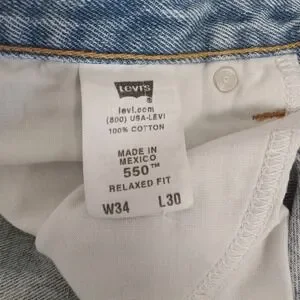 Levi's ®
levi.com
(800) USA-LEVI
100% COTTON
MADE IN
MEXICO
550™
RELAXED FIT
W34 L30